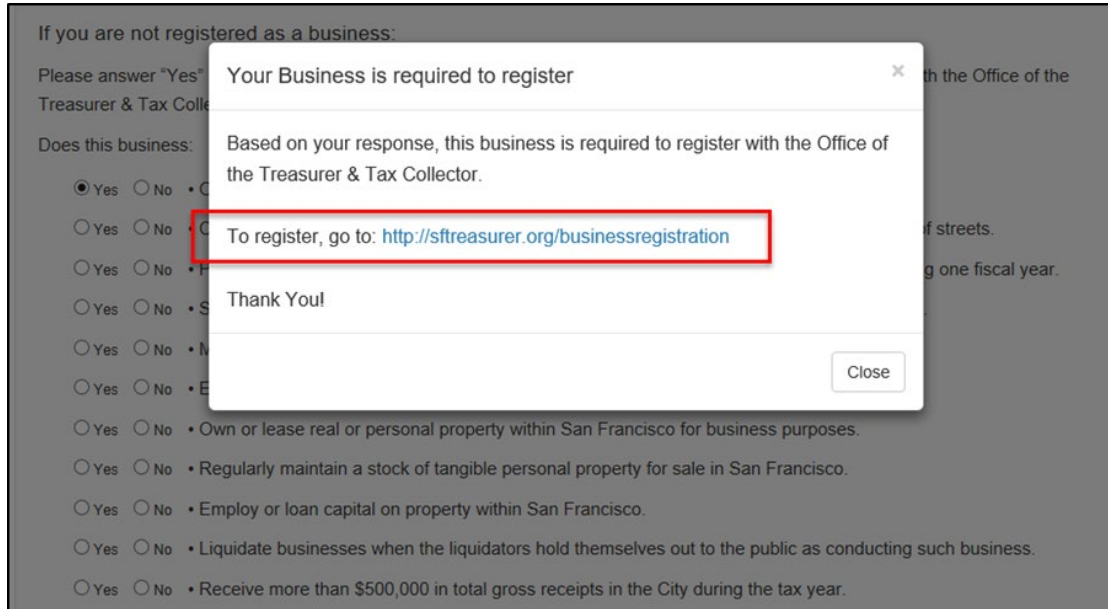 If you are not registered as a business:
Please answer “Yes” th the Office of the
Treasurer & Tax Colle
Does this business:
Your Business is required to register ×
Based on your response, this business is required to register with the Office of
the Treasurer & Tax Collector.
To register, go to: http://sftreasurer.org/businessregistration
Thank You!
Close
Yes No •
Yes No • f streets.
Yes No • g one fiscal year.
Yes No • S
Yes No • M
Yes No • E
Yes No • Own or lease real or personal property within San Francisco for business purposes.
Yes No • Regularly maintain a stock of tangible personal property for sale in San Francisco.
Yes No • Employ or loan capital on property within San Francisco.
Yes No • Liquidate businesses when the liquidators hold themselves out to the public as conducting such business.
Yes No • Receive more than $500,000 in total gross receipts in the City during the tax year.